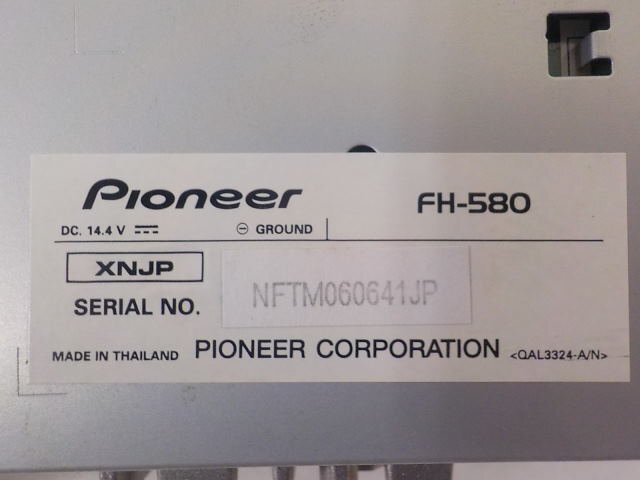 Pioneer FH-580
DC. 14.4 V ⎓ ⊖ GROUND
XNJP
SERIAL NO. NFTM060641JP
MADE IN THAILAND PIONEER CORPORATION <QAL3324-A/N>